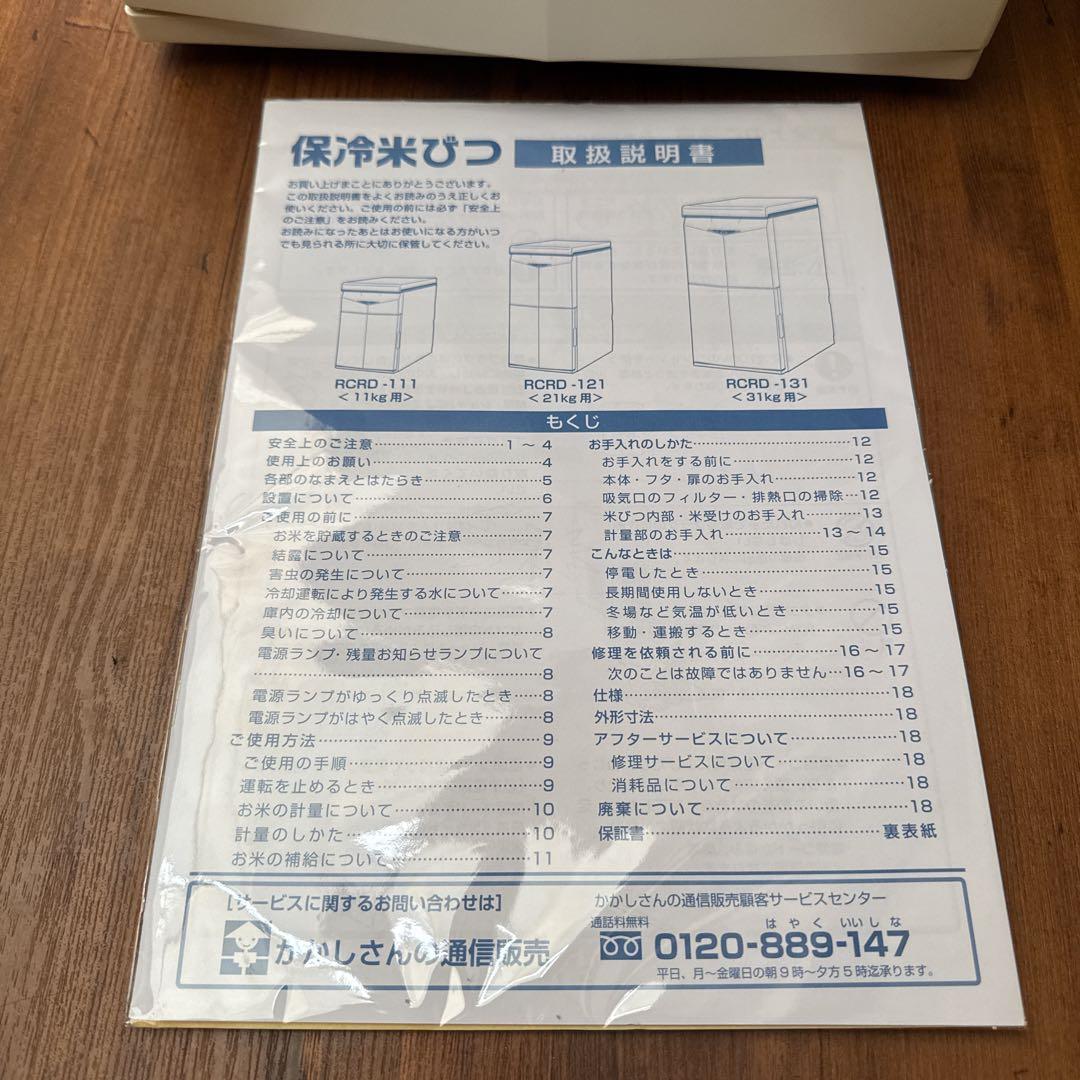 保冷米びつ 取扱説明書
お買い上げまことにありがとうございます。
この取扱説明書をよくお読みのうえ正しくお
使いください。ご使用の前には必ず「安全上
のご注意」をお読みください。
お読みになったあとはお使いになる方がいつ
でも見られる所に大切に保管してください。
RCRD -111
<11kg用>
RCRD -121
<21kg用>
RCRD -131
<31kg用>
もくじ
安全上のご注意……………………1 ~ 4
使用上のお願い……………………4
各部のなまえとはたらき……………5
設置について………………………6
ご使用の前に………………………7
お米を貯蔵するときのご注意………7
結露について………………………7
害虫の発生について………………7
冷却運転により発生する水について………7
庫内の冷却について………………7
臭いについて………………………8
電源ランプ・残量お知らせランプについて
……………………………………8
電源ランプがゆっくり点滅したとき……8
電源ランプがはやく点滅したとき………8
ご使用方法…………………………9
ご使用の手順………………………9
運転を止めるとき…………………9
お米の計量について………………10
計量のしかた………………………10
お米の補給について………………11
お手入れのしかた…………………12
お手入れをする前に………………12
本体・フタ・扉のお手入れ…………12
吸気口のフィルター・排熱口の掃除…12
米びつ内部・米受けのお手入れ……13
計量部のお手入れ……………13~14
こんなときは………………………15
停電したとき………………………15
長期間使用しないとき……………15
冬場など気温が低いとき…………15
移動・運搬するとき………………15
修理を依頼される前に…………16~17
次のことは故障ではありません…16~17
仕様…………………………………18
外形寸法……………………………18
アフターサービスについて…………18
修理サービスについて……………18
消耗品について……………………18
廃棄について………………………18
保証書……………………………裏表紙
[サービスに関するお問い合わせは]
かかしさんの通信販売
かかしさんの通信販売顧客サービスセンター
通話料無料
はやく いいしな
0120-889-147
平日、月~金曜日の朝9時~夕方5時迄承ります。